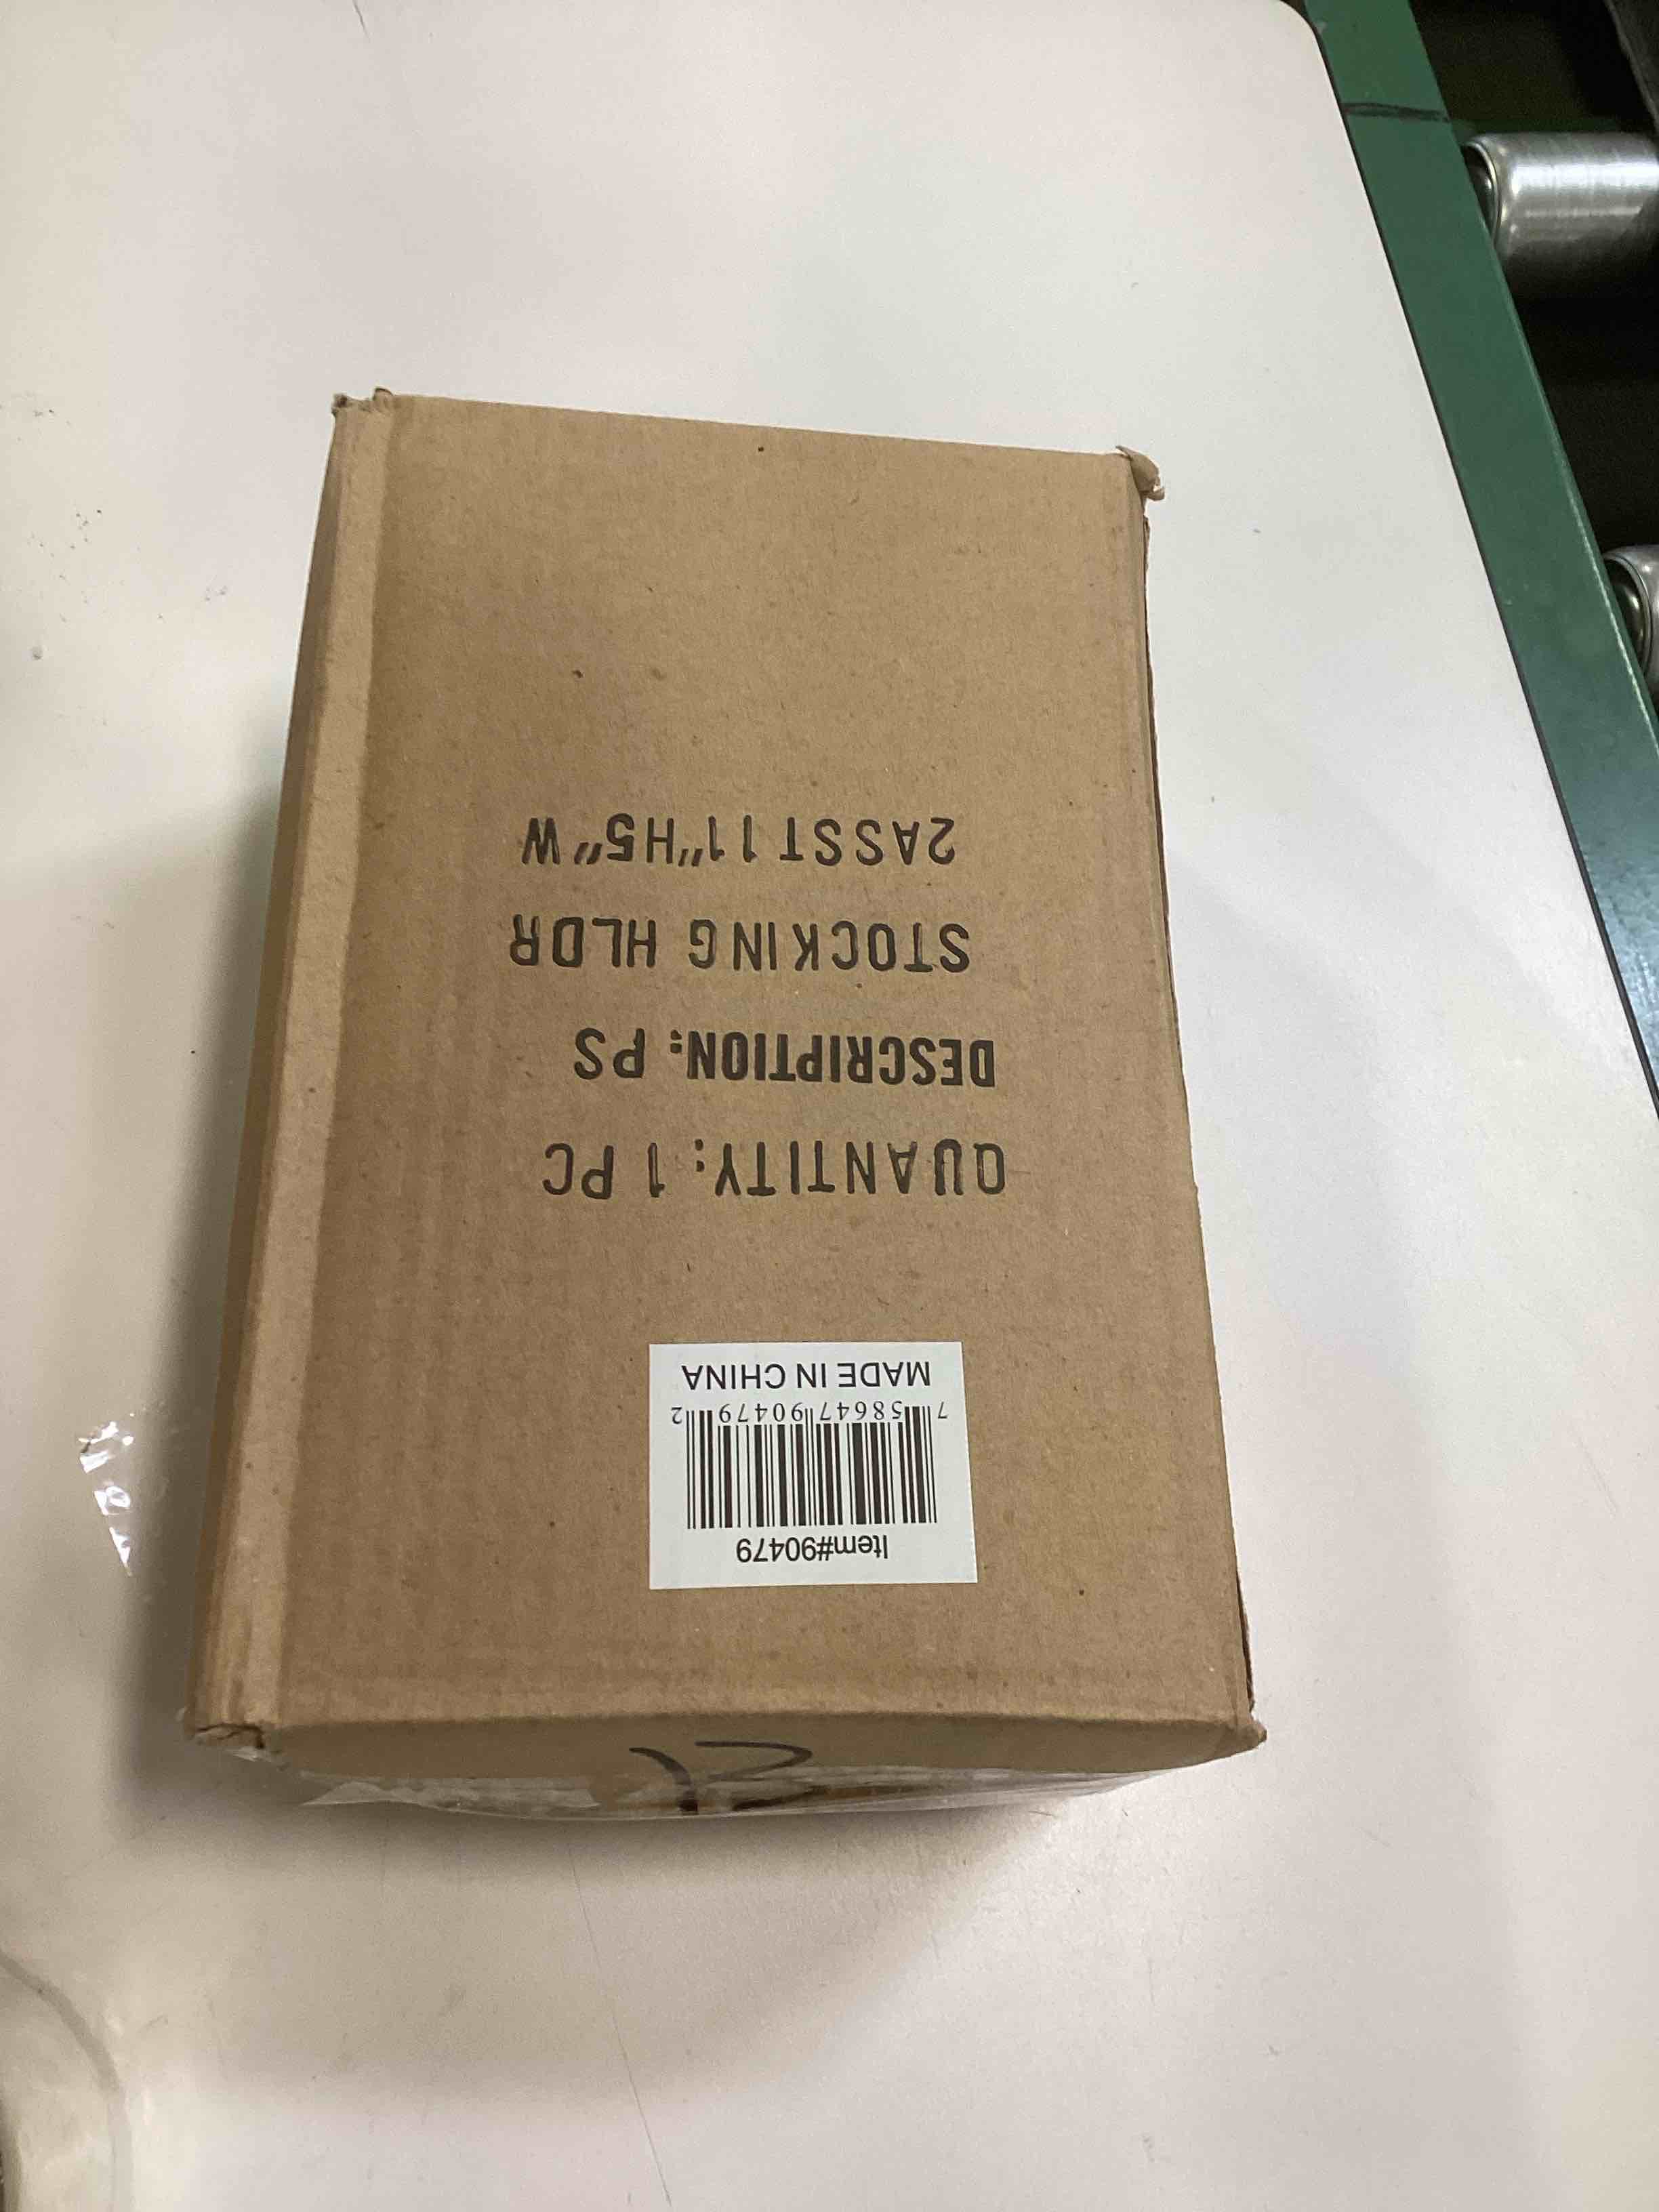 Item#90479
7 58647 90479 2
MADE IN CHINA
QUANTITY: 1 PC
DESCRIPTION: PS
STOCKING HLDR
2ASST 11"H5"W